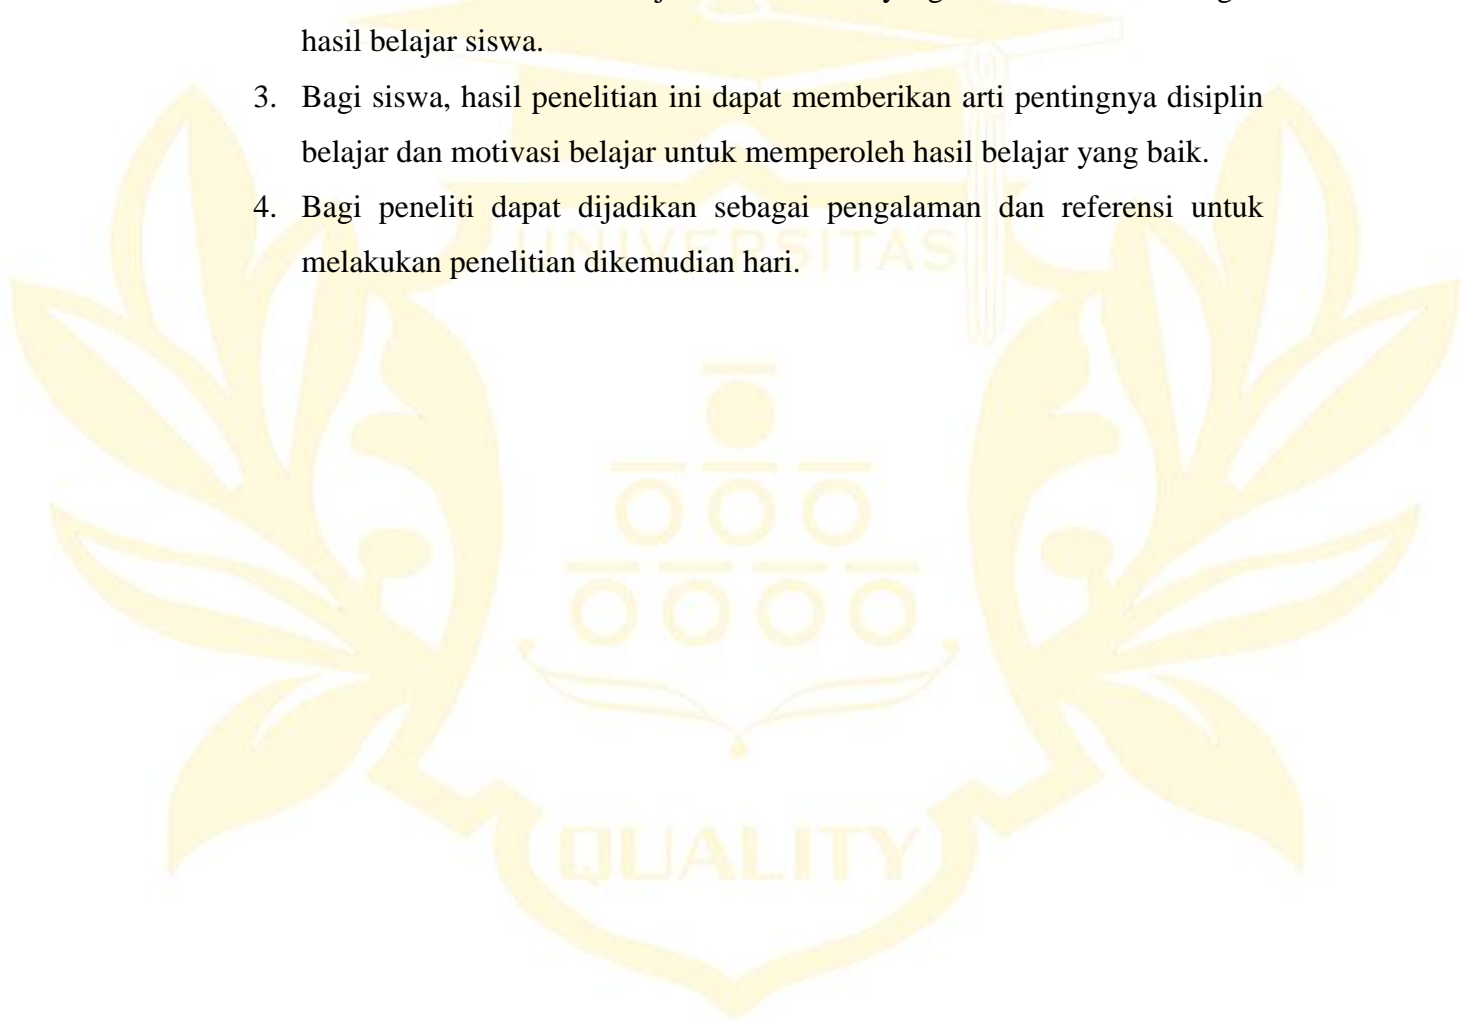 hasil belajar siswa.
3. Bagi siswa, hasil penelitian ini dapat memberikan arti pentingnya disiplin
belajar dan motivasi belajar untuk memperoleh hasil belajar yang baik.
4. Bagi peneliti dapat dijadikan sebagai pengalaman dan referensi untuk
UNIVERSITAS
melakukan penelitian dikemudian hari.
QUALITY